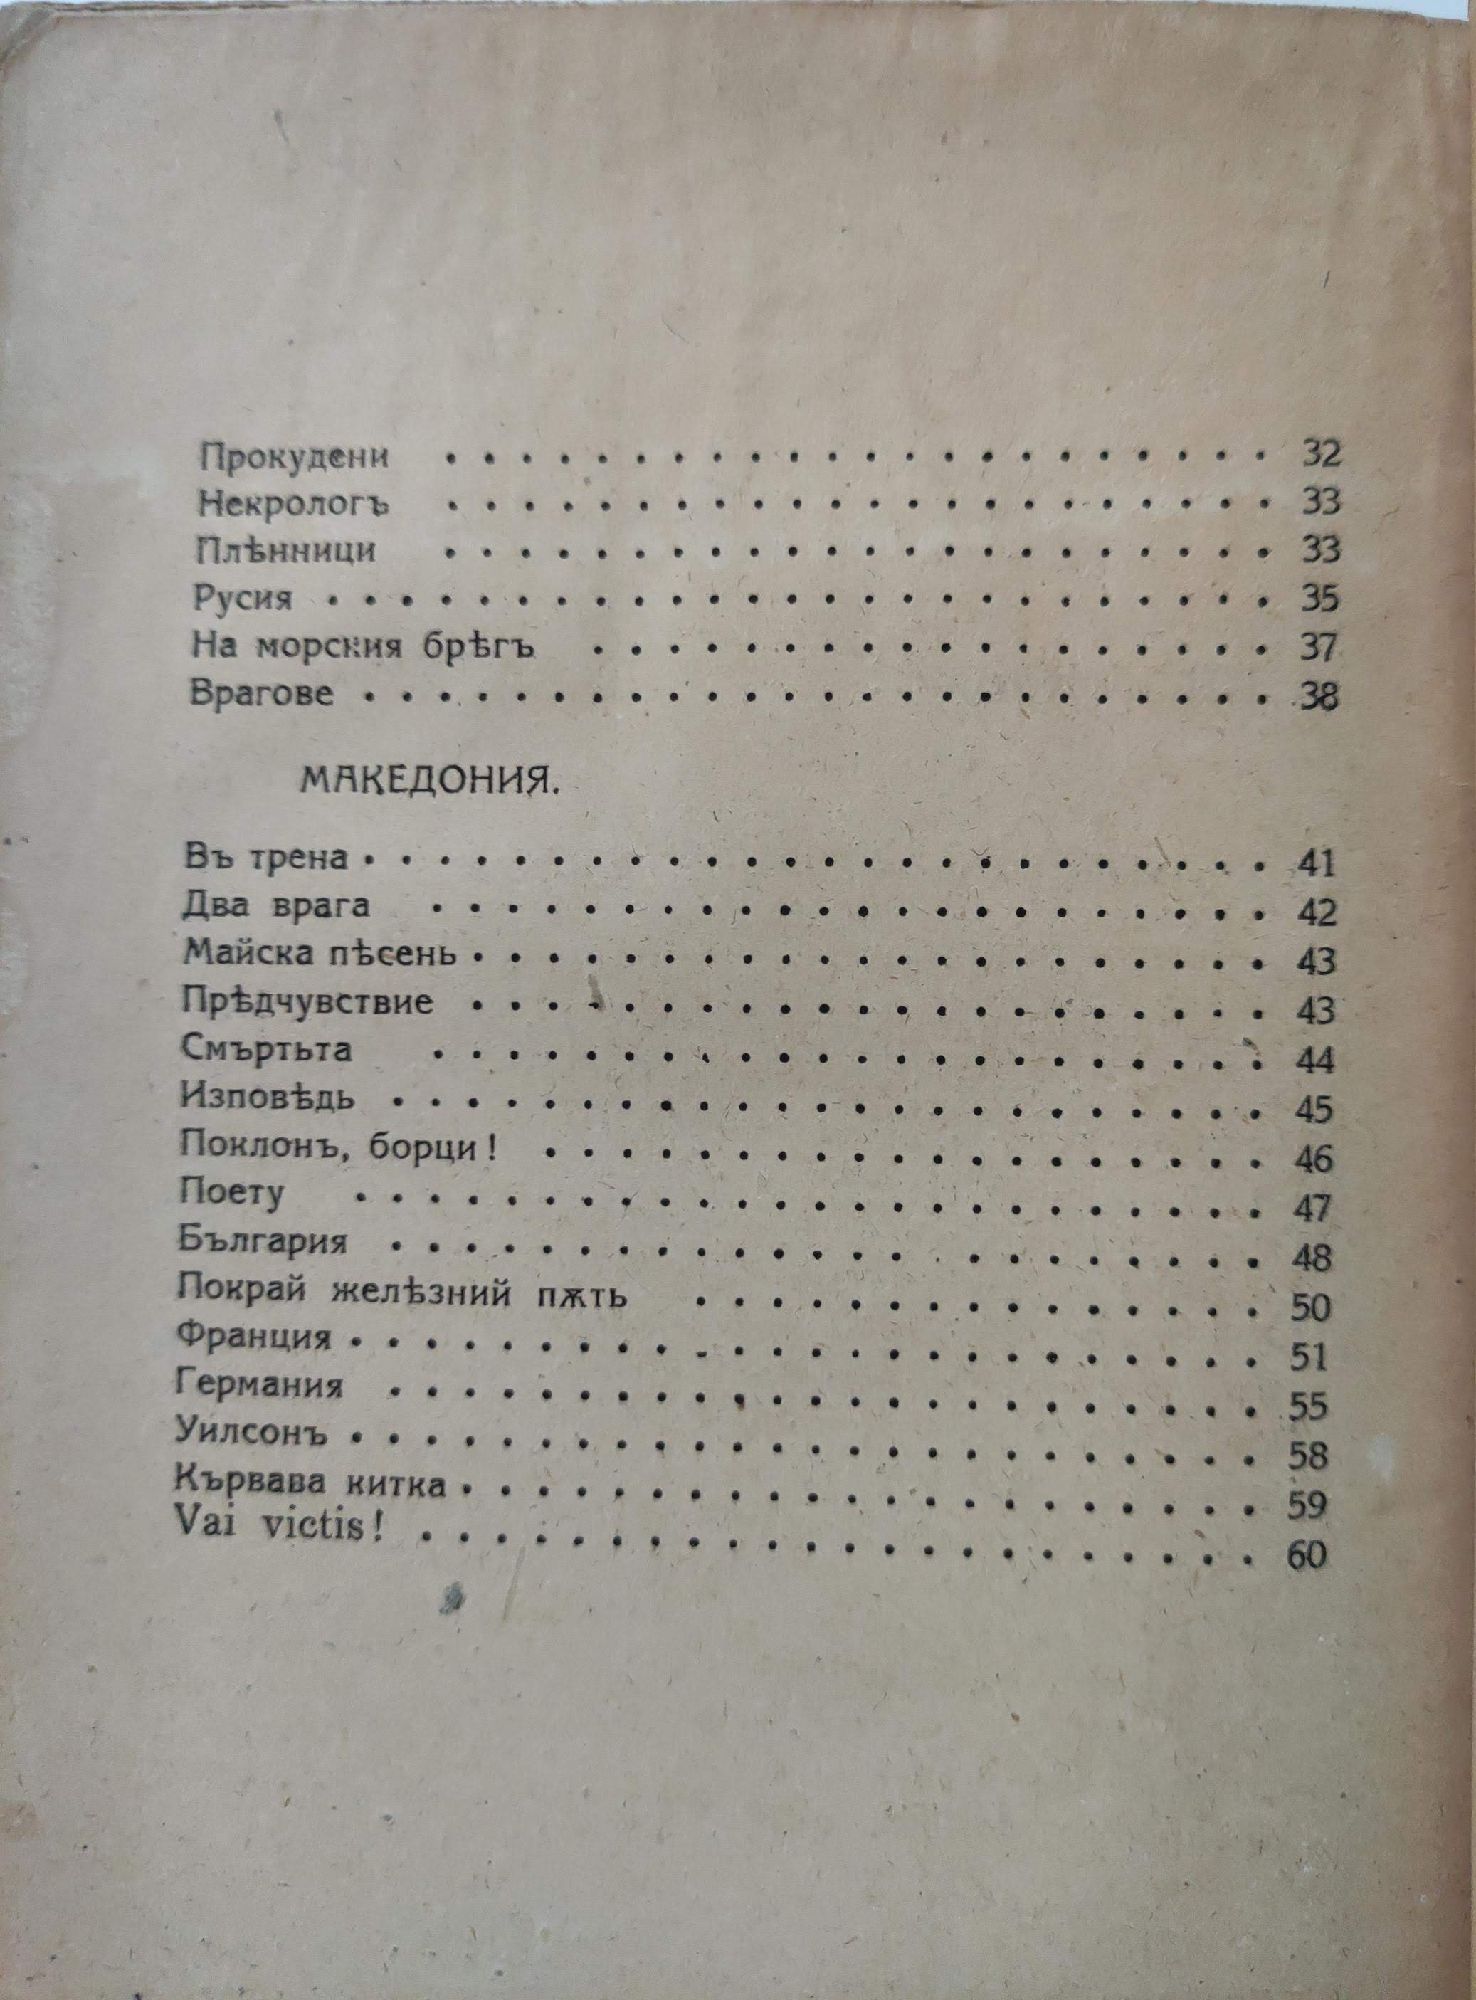 Прокудени . . . . . . . . . . . . . . . . . . . . . . 32
Некрологъ . . . . . . . . . . . . . . . . . . . . . . 33
Плѣнници . . . . . . . . . . . . . . . . . . . . . . 33
Русия . . . . . . . . . . . . . . . . . . . . . . . . . 35
На морския брѣгъ . . . . . . . . . . . . . . . . . . 37
Врагове . . . . . . . . . . . . . . . . . . . . . . . . 38
МАКЕДОНИЯ.
Въ трена . . . . . . . . . . . . . . . . . . . . . . . . 41
Два врага . . . . . . . . . . . . . . . . . . . . . . 42
Майска пѣсень . . . . . . . . . . . . . . . . . . . . . 43
Прѣдчувствие . . . . . . . . . . . . . . . . . . . . . 43
Смъртьта . . . . . . . . . . . . . . . . . . . . . . 44
Изповѣдь . . . . . . . . . . . . . . . . . . . . . . . 45
Поклонъ, борци! . . . . . . . . . . . . . . . . . . . 46
Поету . . . . . . . . . . . . . . . . . . . . . . . . 47
България . . . . . . . . . . . . . . . . . . . . . . 48
Покрай желѣзний пѫть . . . . . . . . . . . . . . . 50
Франция . . . . . . . . . . . . . . . . . . . . . . . . 51
Германия . . . . . . . . . . . . . . . . . . . . . . . 55
Уилсонъ . . . . . . . . . . . . . . . . . . . . . . . . 58
Кървава китка . . . . . . . . . . . . . . . . . . . . . 59
Vai victis! . . . . . . . . . . . . . . . . . . . . . . 60